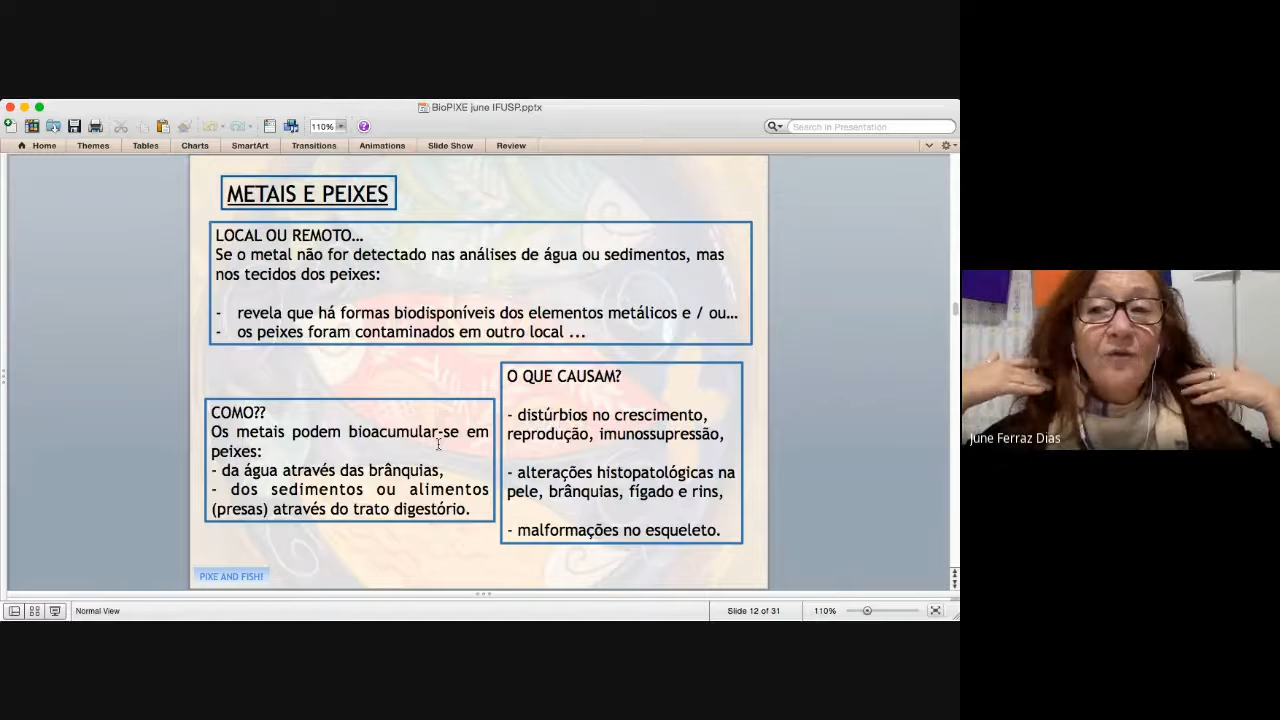 BioPIXE june IFUSP.pptx
110%
Search in Presentation
Home Themes Tables Charts SmartArt Transitions Animations Slide Show Review
METAIS E PEIXES
LOCAL OU REMOTO...
Se o metal não for detectado nas análises de água ou sedimentos, mas
nos tecidos dos peixes:
- revela que há formas biodisponíveis dos elementos metálicos e / ou...
- os peixes foram contaminados em outro local ...
COMO??
Os metais podem bioacumular-se em
peixes:
- da água através das brânquias,
- dos sedimentos ou alimentos
(presas) através do trato digestório.
O QUE CAUSAM?
- distúrbios no crescimento,
reprodução, imunossupressão,
- alterações histopatológicas na
pele, brânquias, fígado e rins,
- malformações no esqueleto.
PIXE AND FISH!
Normal View
Slide 12 of 31
110%
June Ferraz Dias